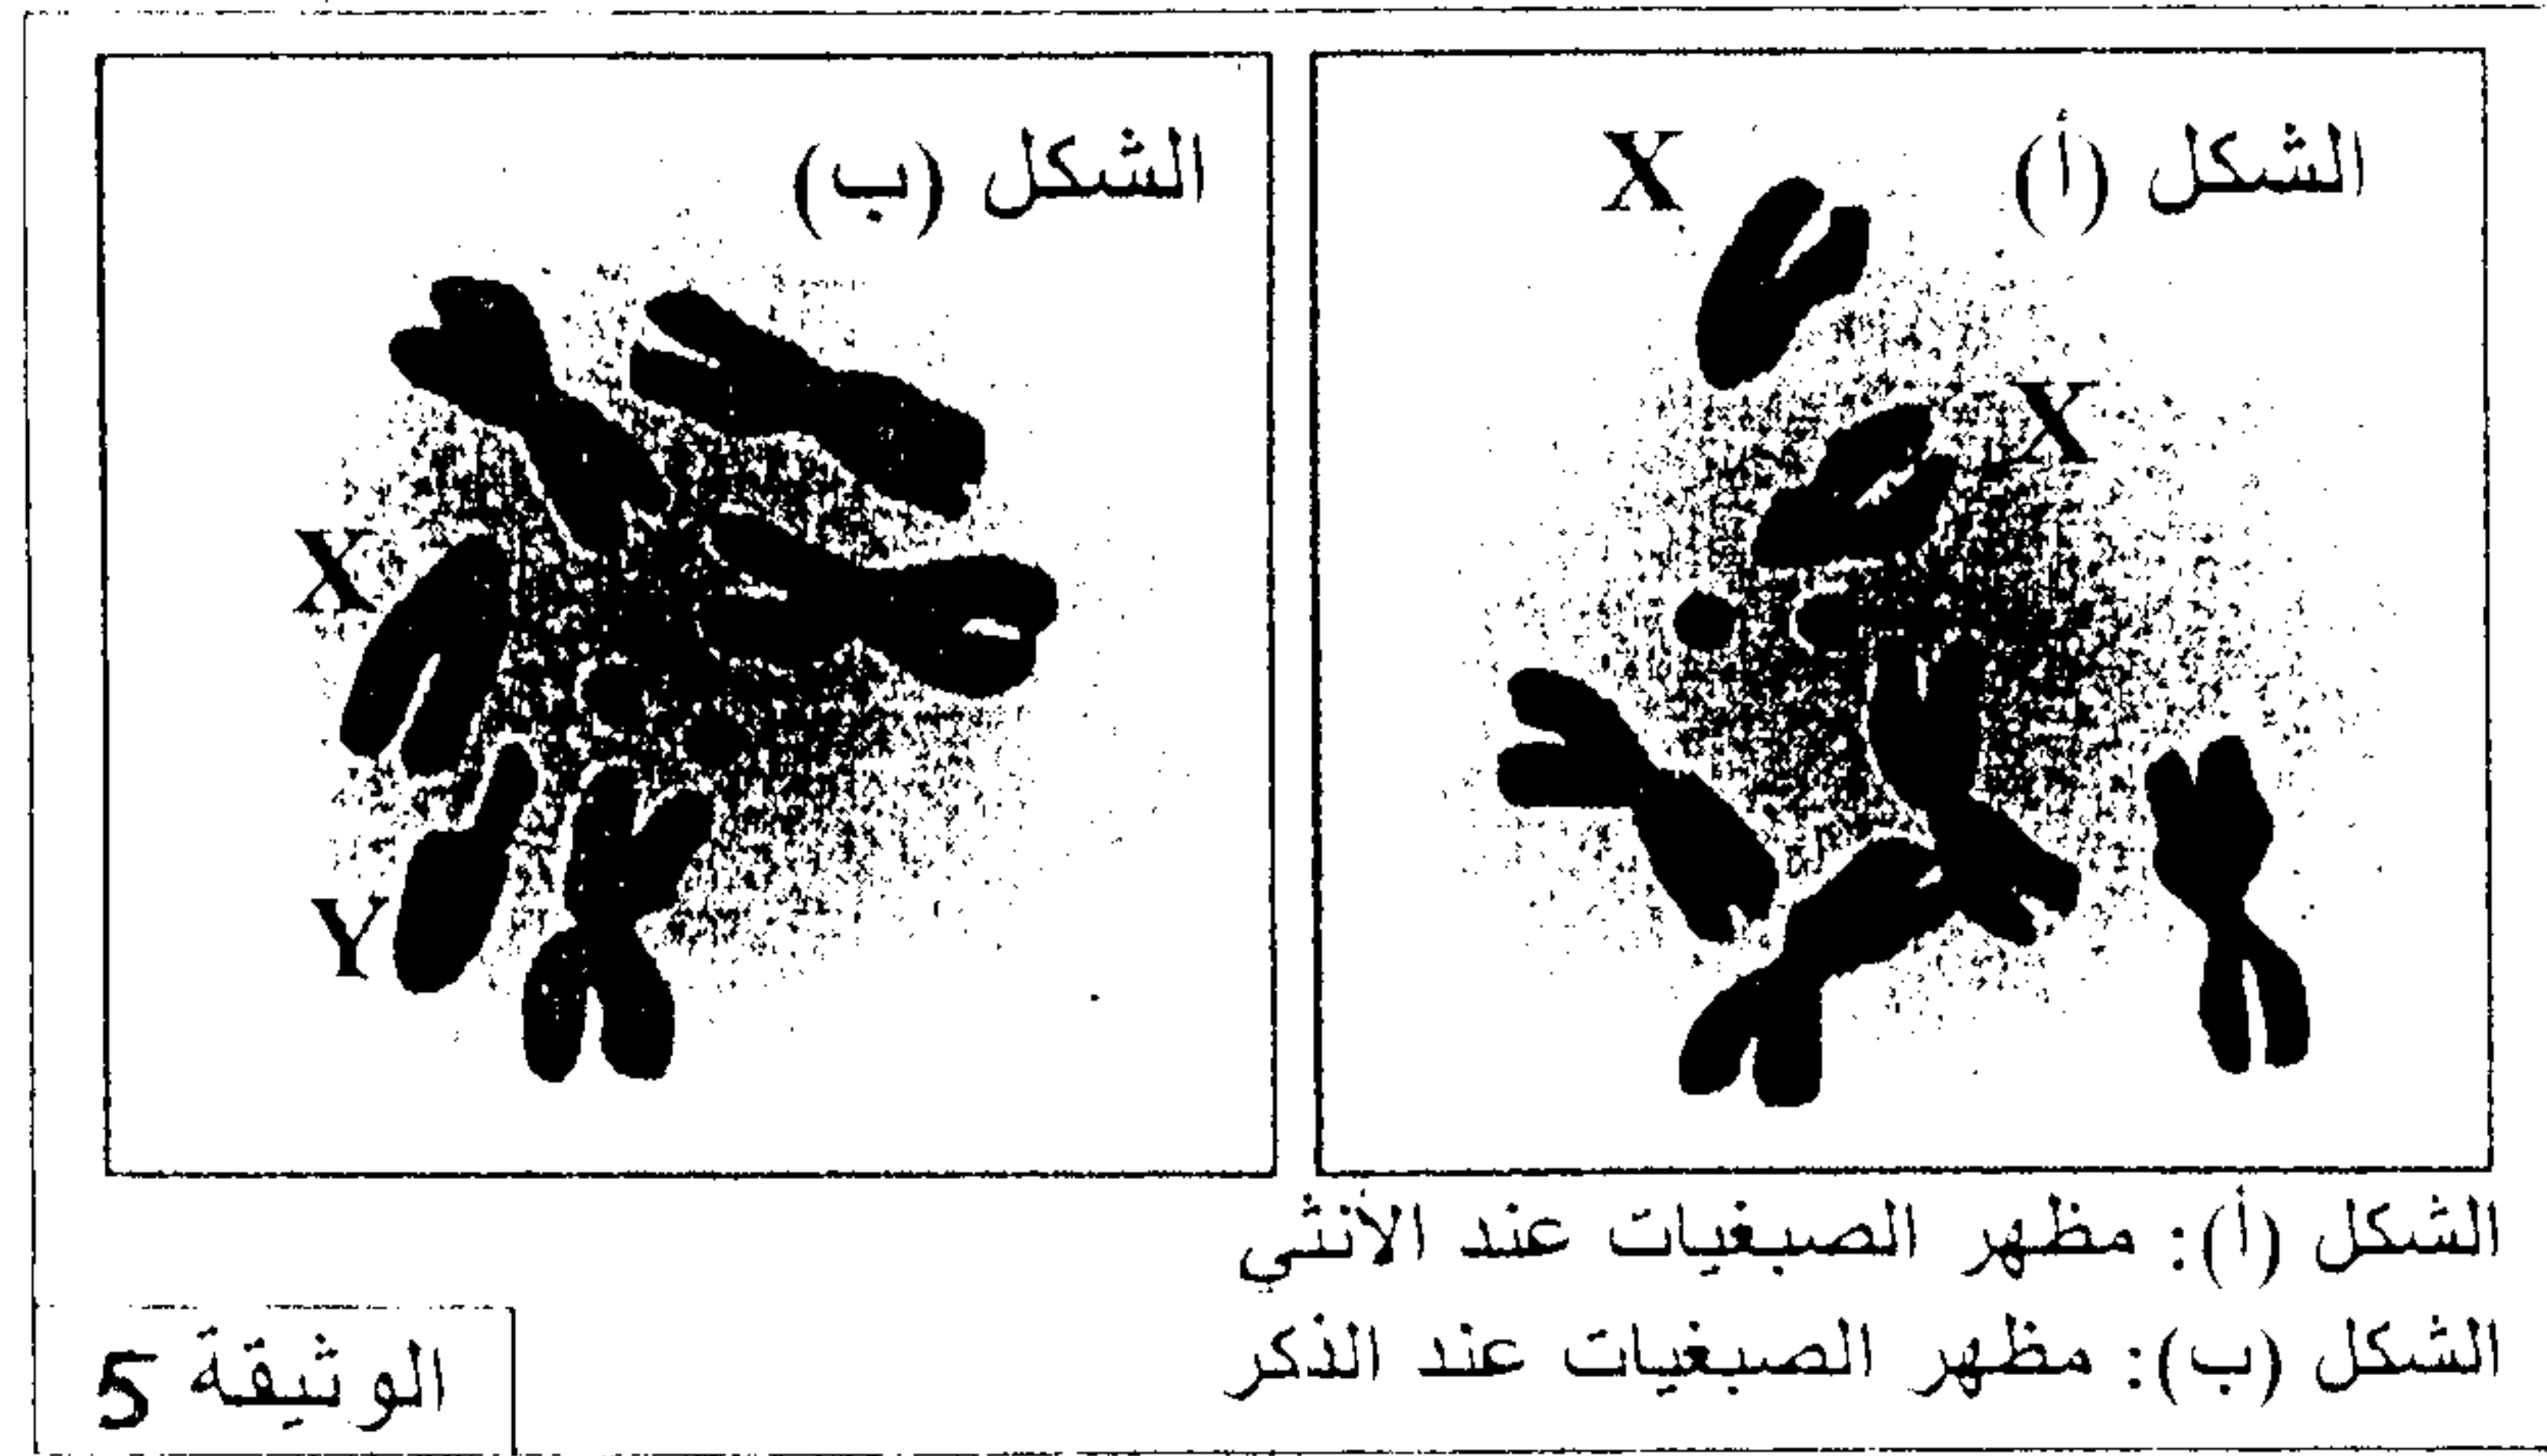 الشكل (أ)
X
X
الشكل (ب)
X
Y
الشكل (أ): مظهر الصبغيات عند الأنثى
الشكل (ب): مظهر الصبغيات عند الذكر
الوثيقة 5